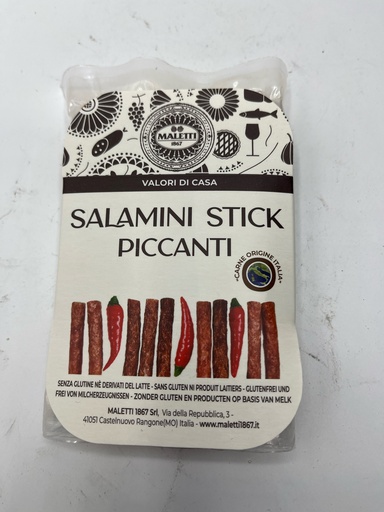 MALETTI
1867
VALORI DI CASA
SALAMINI STICK
PICCANTI
•CARNE ORIGINE ITALIA•
SENZA GLUTINE NÈ DERIVATI DEL LATTE - SANS GLUTEN NI PRODUIT LAITIERS - GLUTENFREI UND
FREI VON MILCHERZEUGNISSEN - ZONDER GLUTEN EN PRODUCTEN OP BASIS VAN MELK
MALETTI 1867 Srl, Via della Repubblica, 3 -
41051 Castelnuovo Rangone(MO) Italia - www.maletti1867.it